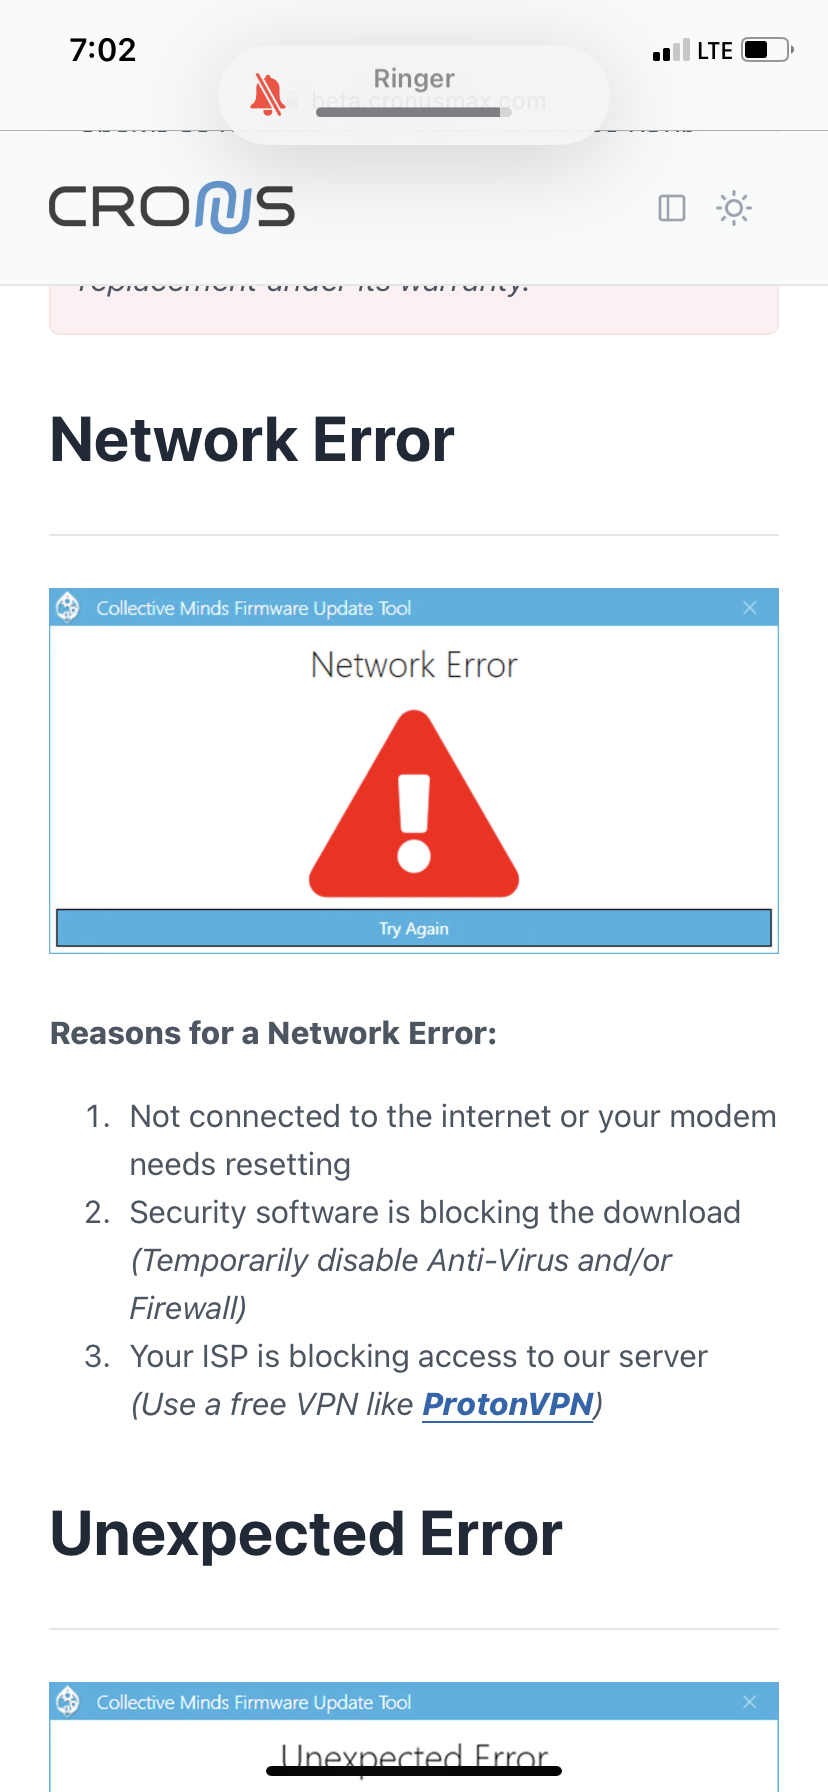 7:02
LTE
Ringer
beta.cronusmax.com
CRONUS
replacement under its warranty.
Network Error
Collective Minds Firmware Update Tool
Network Error
Try Again
Reasons for a Network Error:
1. Not connected to the internet or your modem
needs resetting
2. Security software is blocking the download
(Temporarily disable Anti-Virus and/or
Firewall)
3. Your ISP is blocking access to our server
(Use a free VPN like ProtonVPN)
Unexpected Error
Collective Minds Firmware Update Tool
Unexpected Error